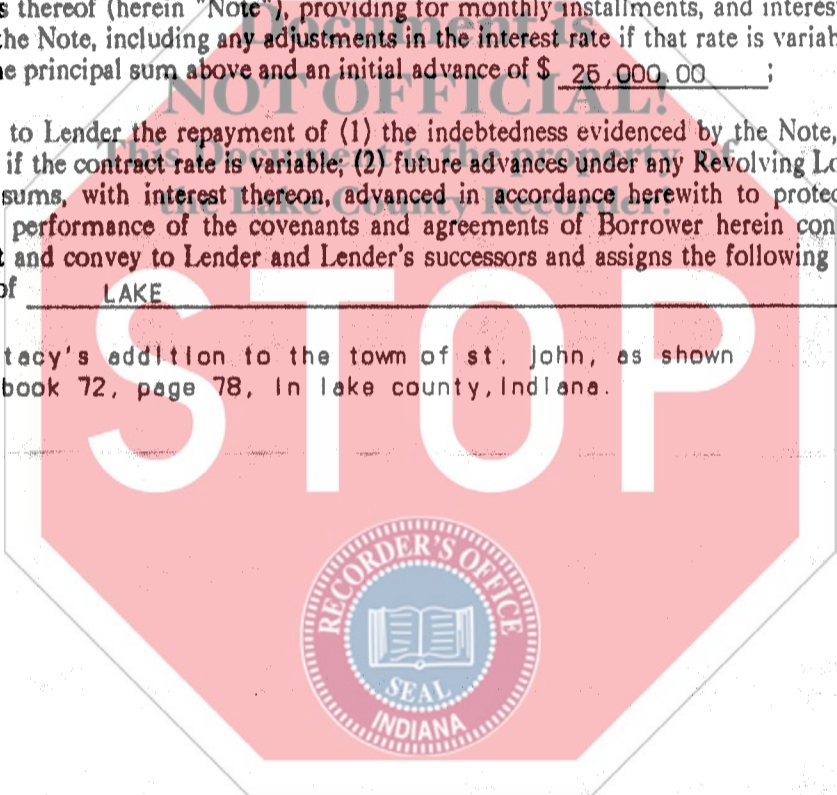 s thereof (herein "Note"), providing for monthly installments, and interes
the Note, including any adjustments in the interest rate if that rate is variab
e principal sum above and an initial advance of $ 25,000.00 ;
Document is
NOT OFFICIAL!
This Document is the property of
the Lake County Recorder!
to Lender the repayment of (1) the indebtedness evidenced by the Note,
if the contract rate is variable; (2) future advances under any Revolving Lo
sums, with interest thereon, advanced in accordance herewith to protec
performance of the covenants and agreements of Borrower herein con
t and convey to Lender and Lender's successors and assigns the following
of LAKE
tacy's addition to the town of st. john, as shown
book 72, page 78, in lake county,indiana.
STOP
RECORDER'S OFFICE
SEAL
INDIANA